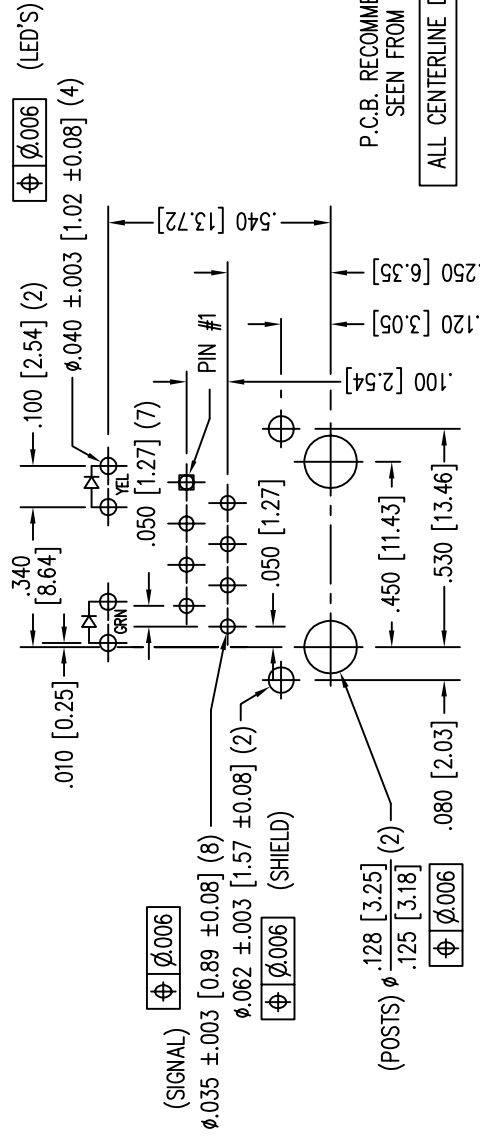 ⌖ Ø.006 (LED'S)
ø.040 ±.003 [1.02 ±0.08] (4)
.100 [2.54] (2)
.340
[8.64]
.010 [0.25]
GRN
YEL
.050 [1.27] (7)
PIN #1
.540 [13.72]
.250 [6.35]
.120 [3.05]
.100 [2.54]
.050 [1.27]
⌖ Ø.006
(SIGNAL)
ø.035 ±.003 [0.89 ±0.08] (8)
ø.062 ±.003 [1.57 ±0.08] (2)
⌖ Ø.006 (SHIELD)
.450 [11.43]
.530 [13.46]
.080 [2.03]
(POSTS) ø .128 [3.25] (2)
.125 [3.18]
⌖ Ø.006
P.C.B. RECOMME
SEEN FROM
ALL CENTERLINE D